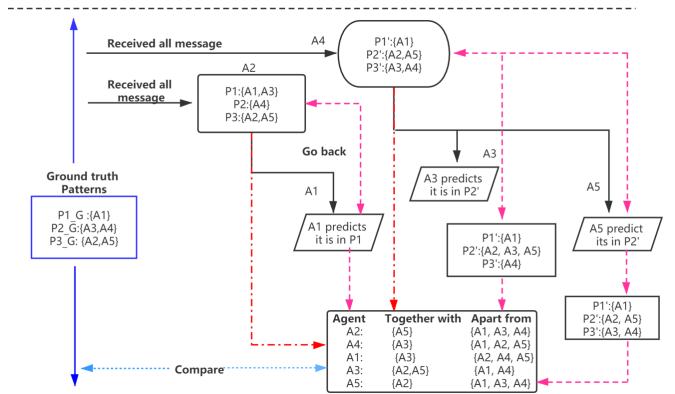 A4
Received all message
P1':{A1}
P2':{A2,A5}
P3':{A3,A4}
A2
Received all
message
P1:{A1,A3}
P2:{A4}
P3:{A2,A5}
Go back
A3
A1
A5
Ground truth
Patterns
A3 predicts
it is in P2'
P1_G :{A1}
P2_G:{A3,A4}
P3_G: {A2,A5}
A1 predicts
it is in P1
A5 predict
its in P2'
P1':{A1}
P2':{A2, A3, A5}
P3':{A4}
P1':{A1}
P2':{A2, A5}
P3':{A3, A4}
Agent Together with Apart from
A2: {A5} {A1, A3, A4}
A4: {A3} {A1, A2, A5}
A1: {A3} {A2, A4, A5}
A3: {A2,A5} {A1, A4}
A5: {A2} {A1, A3, A4}
Compare